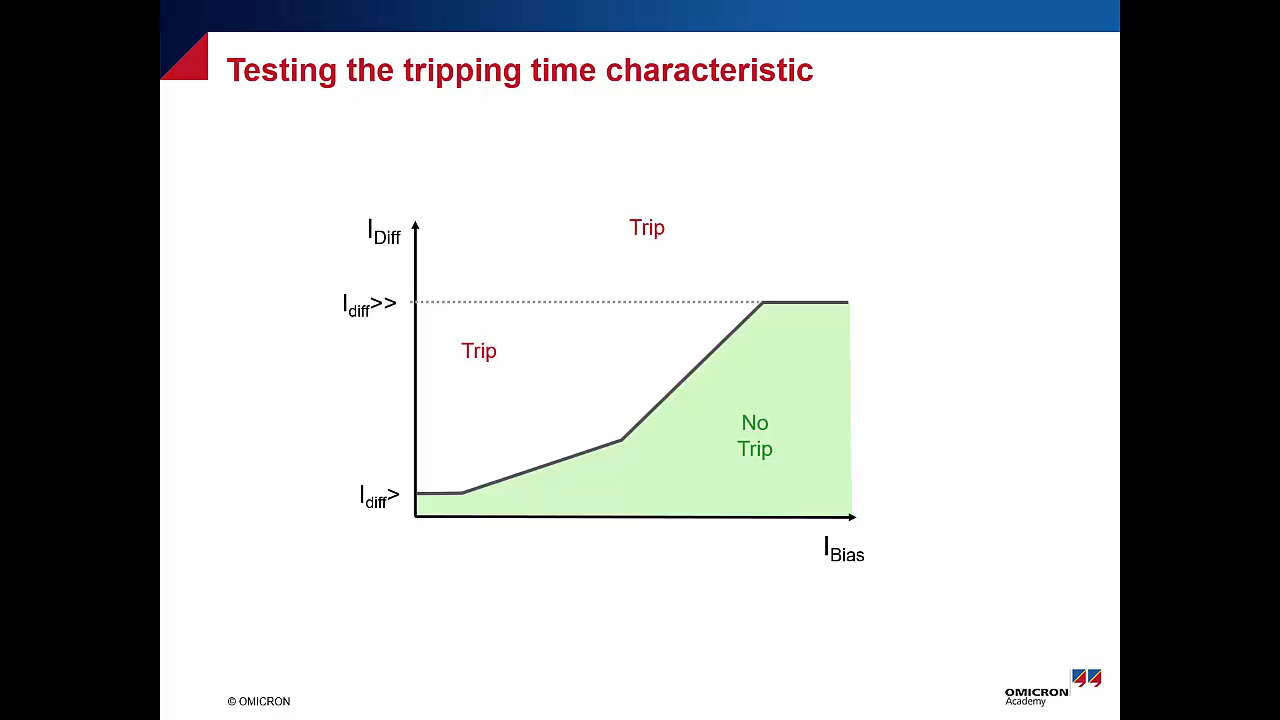 Testing the tripping time characteristic
Trip
IDiff
Idiff>>
Trip
No
Trip
Idiff>
IBias
© OMICRON
OMICRON
Academy